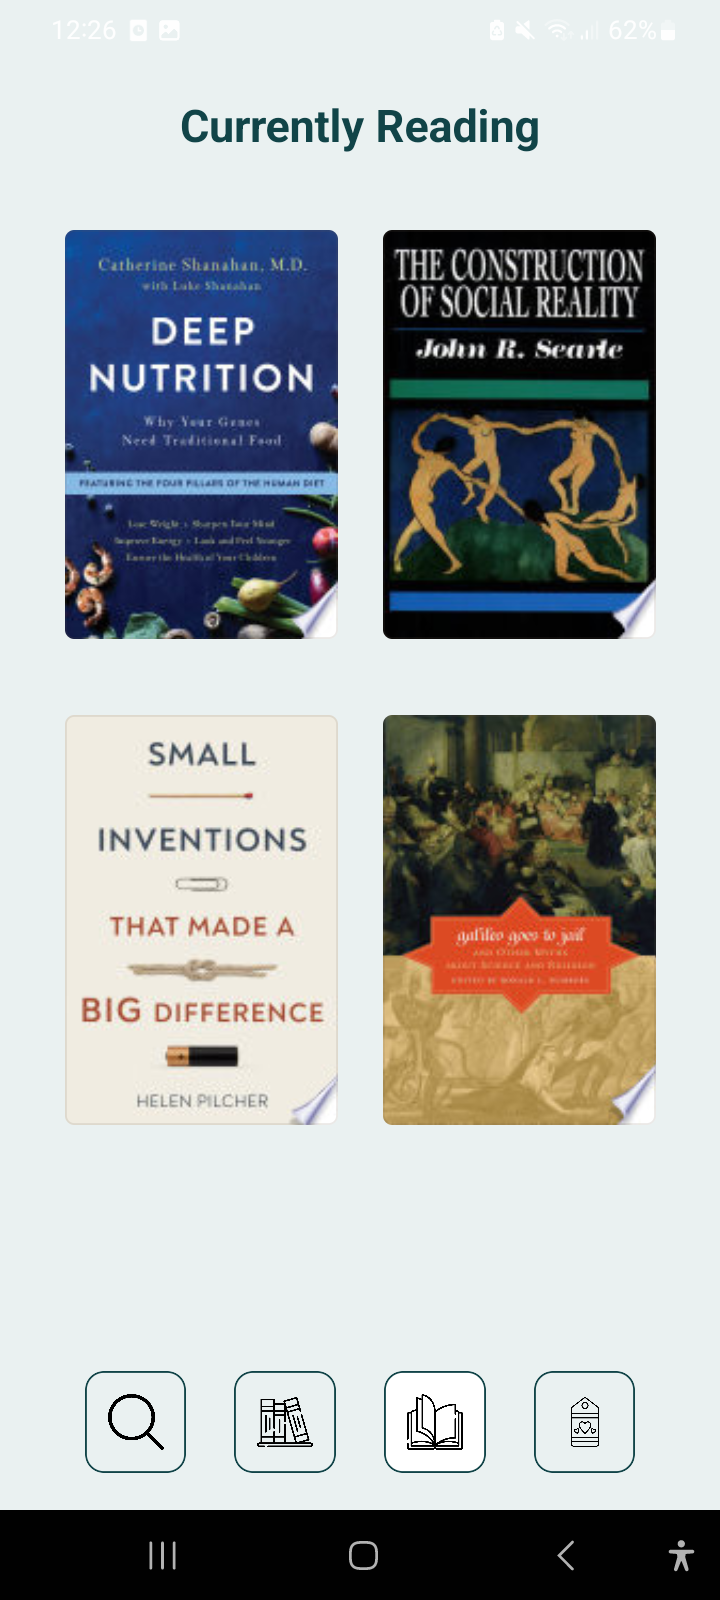 12:26
62%
Currently Reading
Catherine Shanahan, M.D.
with Luke Shanahan
DEEP
NUTRITION
Why Your Genes
Need Traditional Food
FEATURING THE FOUR PILLARS OF THE HUMAN DIET
Lose Weight • Sharpen Your Mind
Improve Energy • Look and Feel Younger
Ensure the Health of Your Children
THE CONSTRUCTION
OF SOCIAL REALITY
John R. Searle
SMALL
INVENTIONS
THAT MADE A
BIG DIFFERENCE
HELEN PILCHER
galileo goes to jail
AND OTHER MYTHS
ABOUT SCIENCE AND RELIGION
EDITED BY RONALD L. NUMBERS